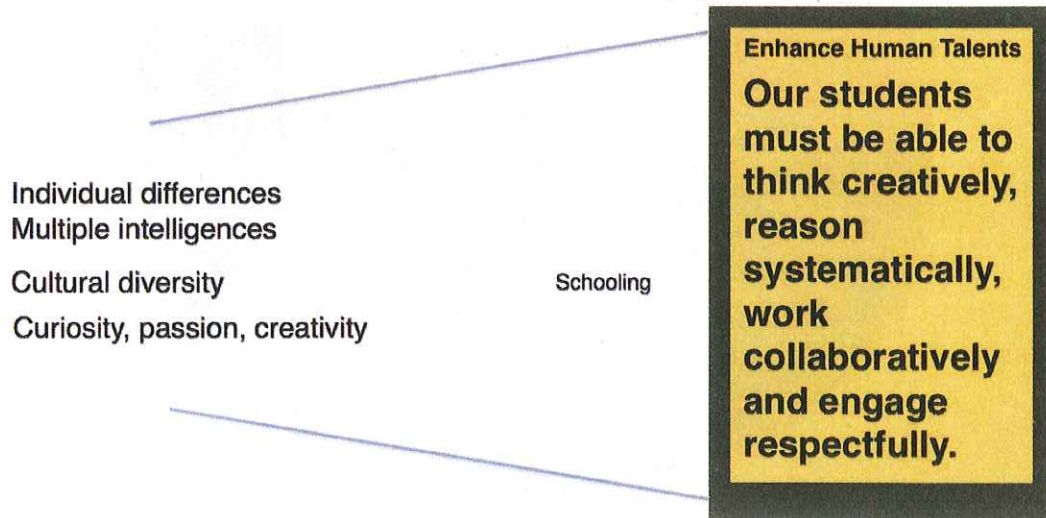 Individual differences
Multiple intelligences
Cultural diversity
Curiosity, passion, creativity
Schooling
Enhance Human Talents
Our students
must be able to
think creatively,
reason
systematically,
work
collaboratively
and engage
respectfully.